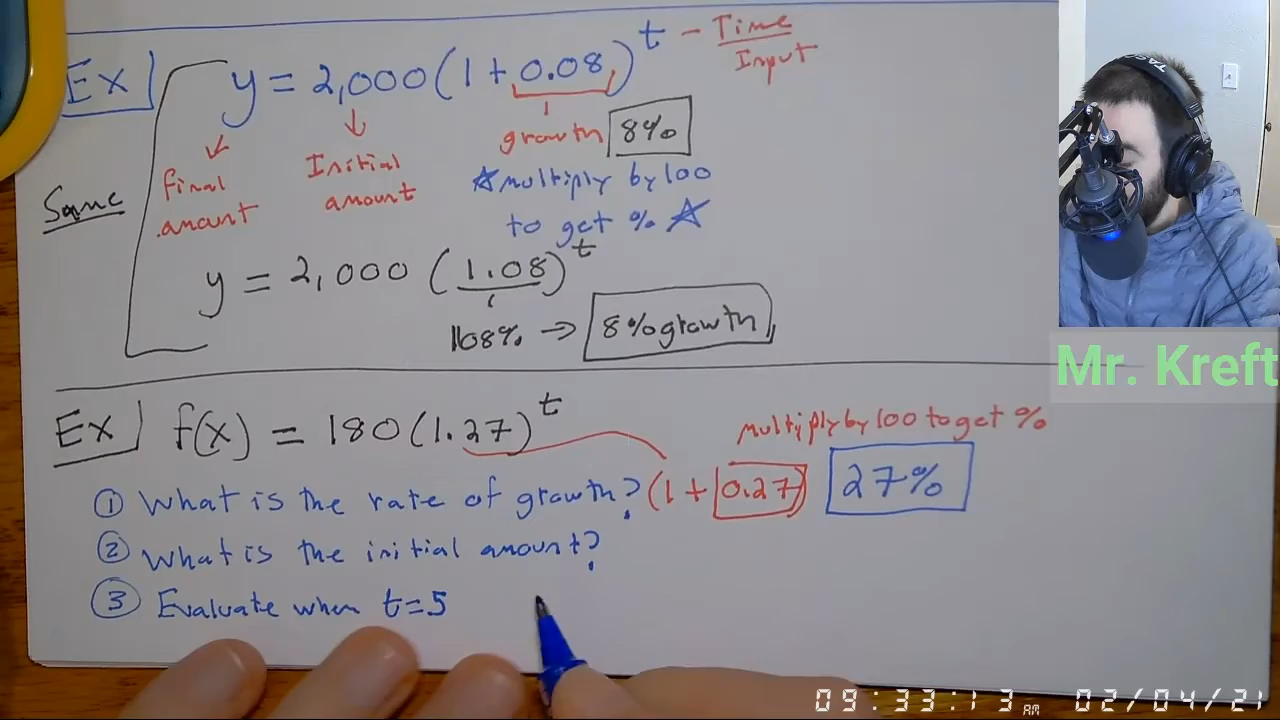 Ex y = 2,000 (1 + 0.08)^t - Time
Input
growth 8%
Final
amount
Initial
amount
☆ multiply by 100
to get % ☆
Same
y = 2,000 (1.08)^t
108% → 8% growth
Mr. Kreft
Ex f(x) = 180 (1.27)^t
Multiply by 100 to get %
① What is the rate of growth? (1 + 0.27) 27%
② What is the initial amount?
③ Evaluate when t=5
09:33:13 AM 02/04/21